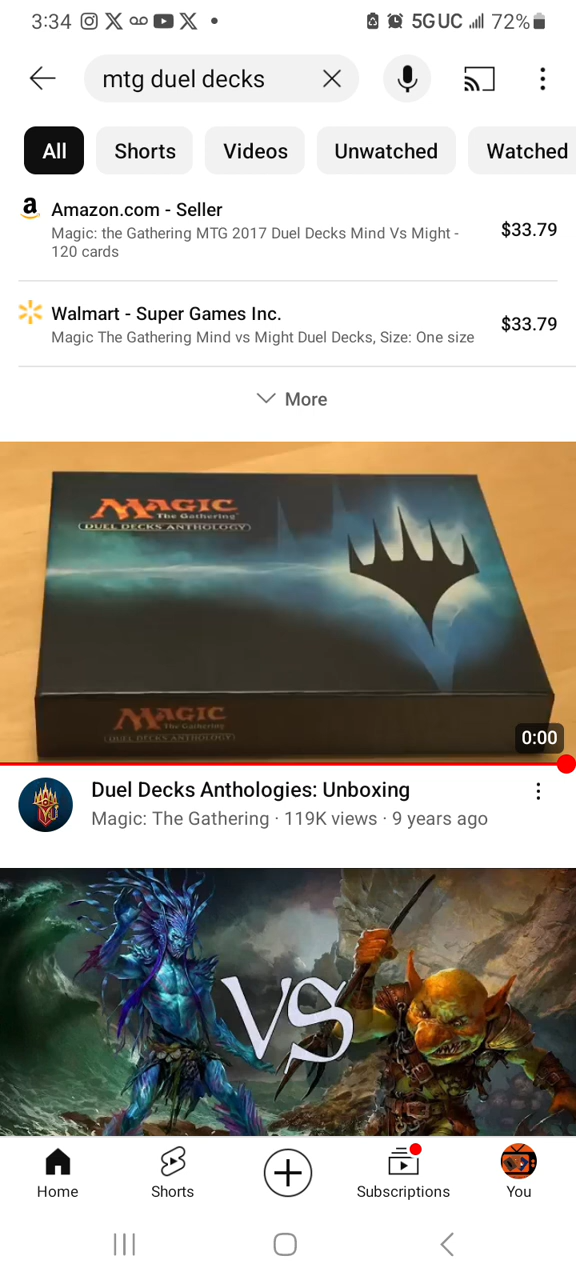 3:34
5G UC 72%
mtg duel decks
All Shorts Videos Unwatched Watched
Amazon.com - Seller
Magic: the Gathering MTG 2017 Duel Decks Mind Vs Might -
120 cards
$33.79
Walmart - Super Games Inc.
Magic The Gathering Mind vs Might Duel Decks, Size: One size
$33.79
More
MAGIC
The Gathering
DUEL DECKS ANTHOLOGY
MAGIC
The Gathering
DUEL DECKS ANTHOLOGY
0:00
Duel Decks Anthologies: Unboxing
Magic: The Gathering · 119K views · 9 years ago
VS
Home Shorts Subscriptions You